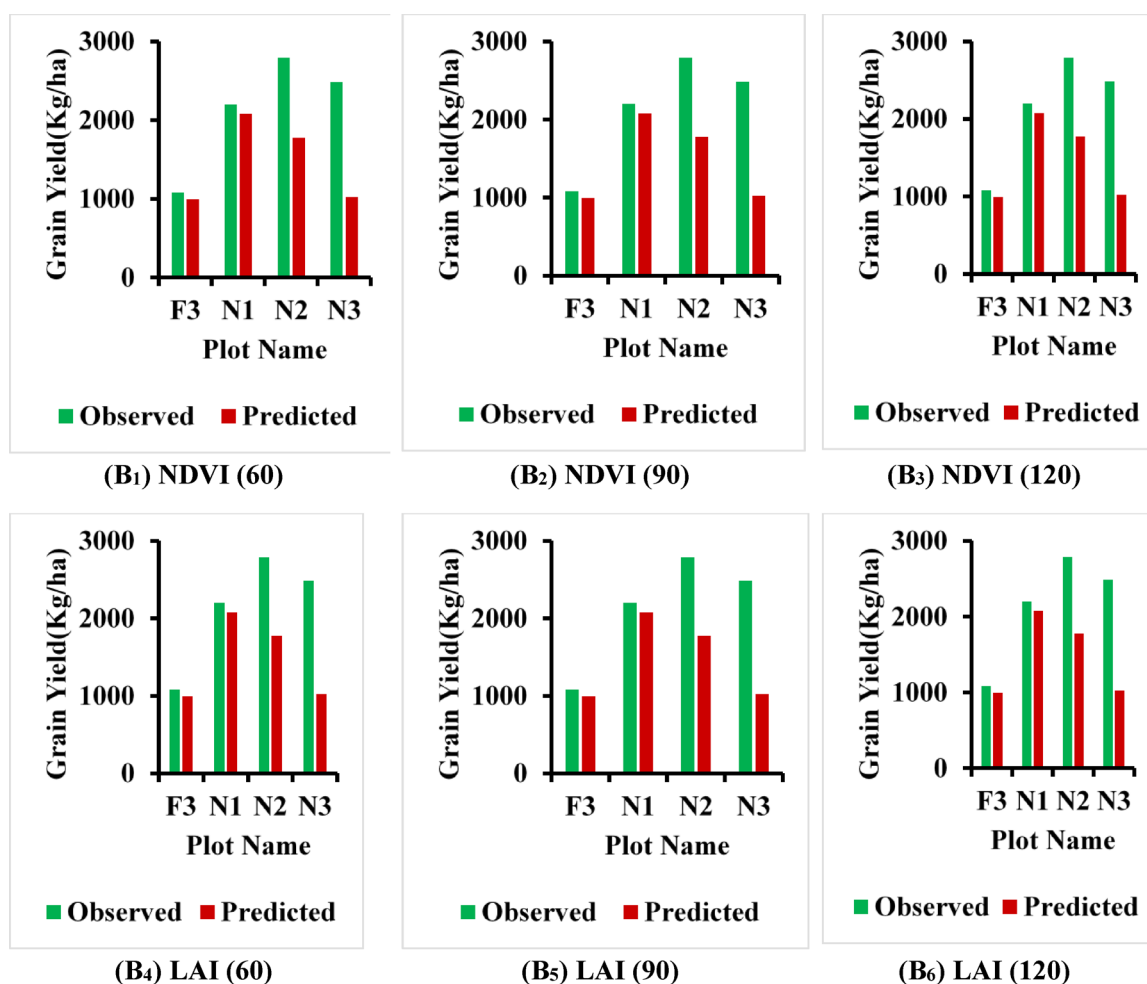 Grain Yield(Kg/ha)
3000
2000
1000
0
F3 N1 N2 N3
Plot Name
Observed Predicted
(B₁) NDVI (60)
Grain Yield(Kg/ha)
3000
2000
1000
0
F3 N1 N2 N3
Plot Name
Observed Predicted
(B₂) NDVI (90)
Grain Yield(Kg/ha)
3000
2000
1000
0
F3 N1 N2 N3
Plot Name
Observed Predicted
(B₃) NDVI (120)
Grain Yield(Kg/ha)
3000
2000
1000
0
F3 N1 N2 N3
Plot Name
Observed Predicted
(B₄) LAI (60)
Grain Yield(Kg/ha)
3000
2000
1000
0
F3 N1 N2 N3
Plot Name
Observed Predicted
(B₅) LAI (90)
Grain Yield(Kg/ha)
3000
2000
1000
0
F3 N1 N2 N3
Plot Name
Observed Predicted
(B₆) LAI (120)